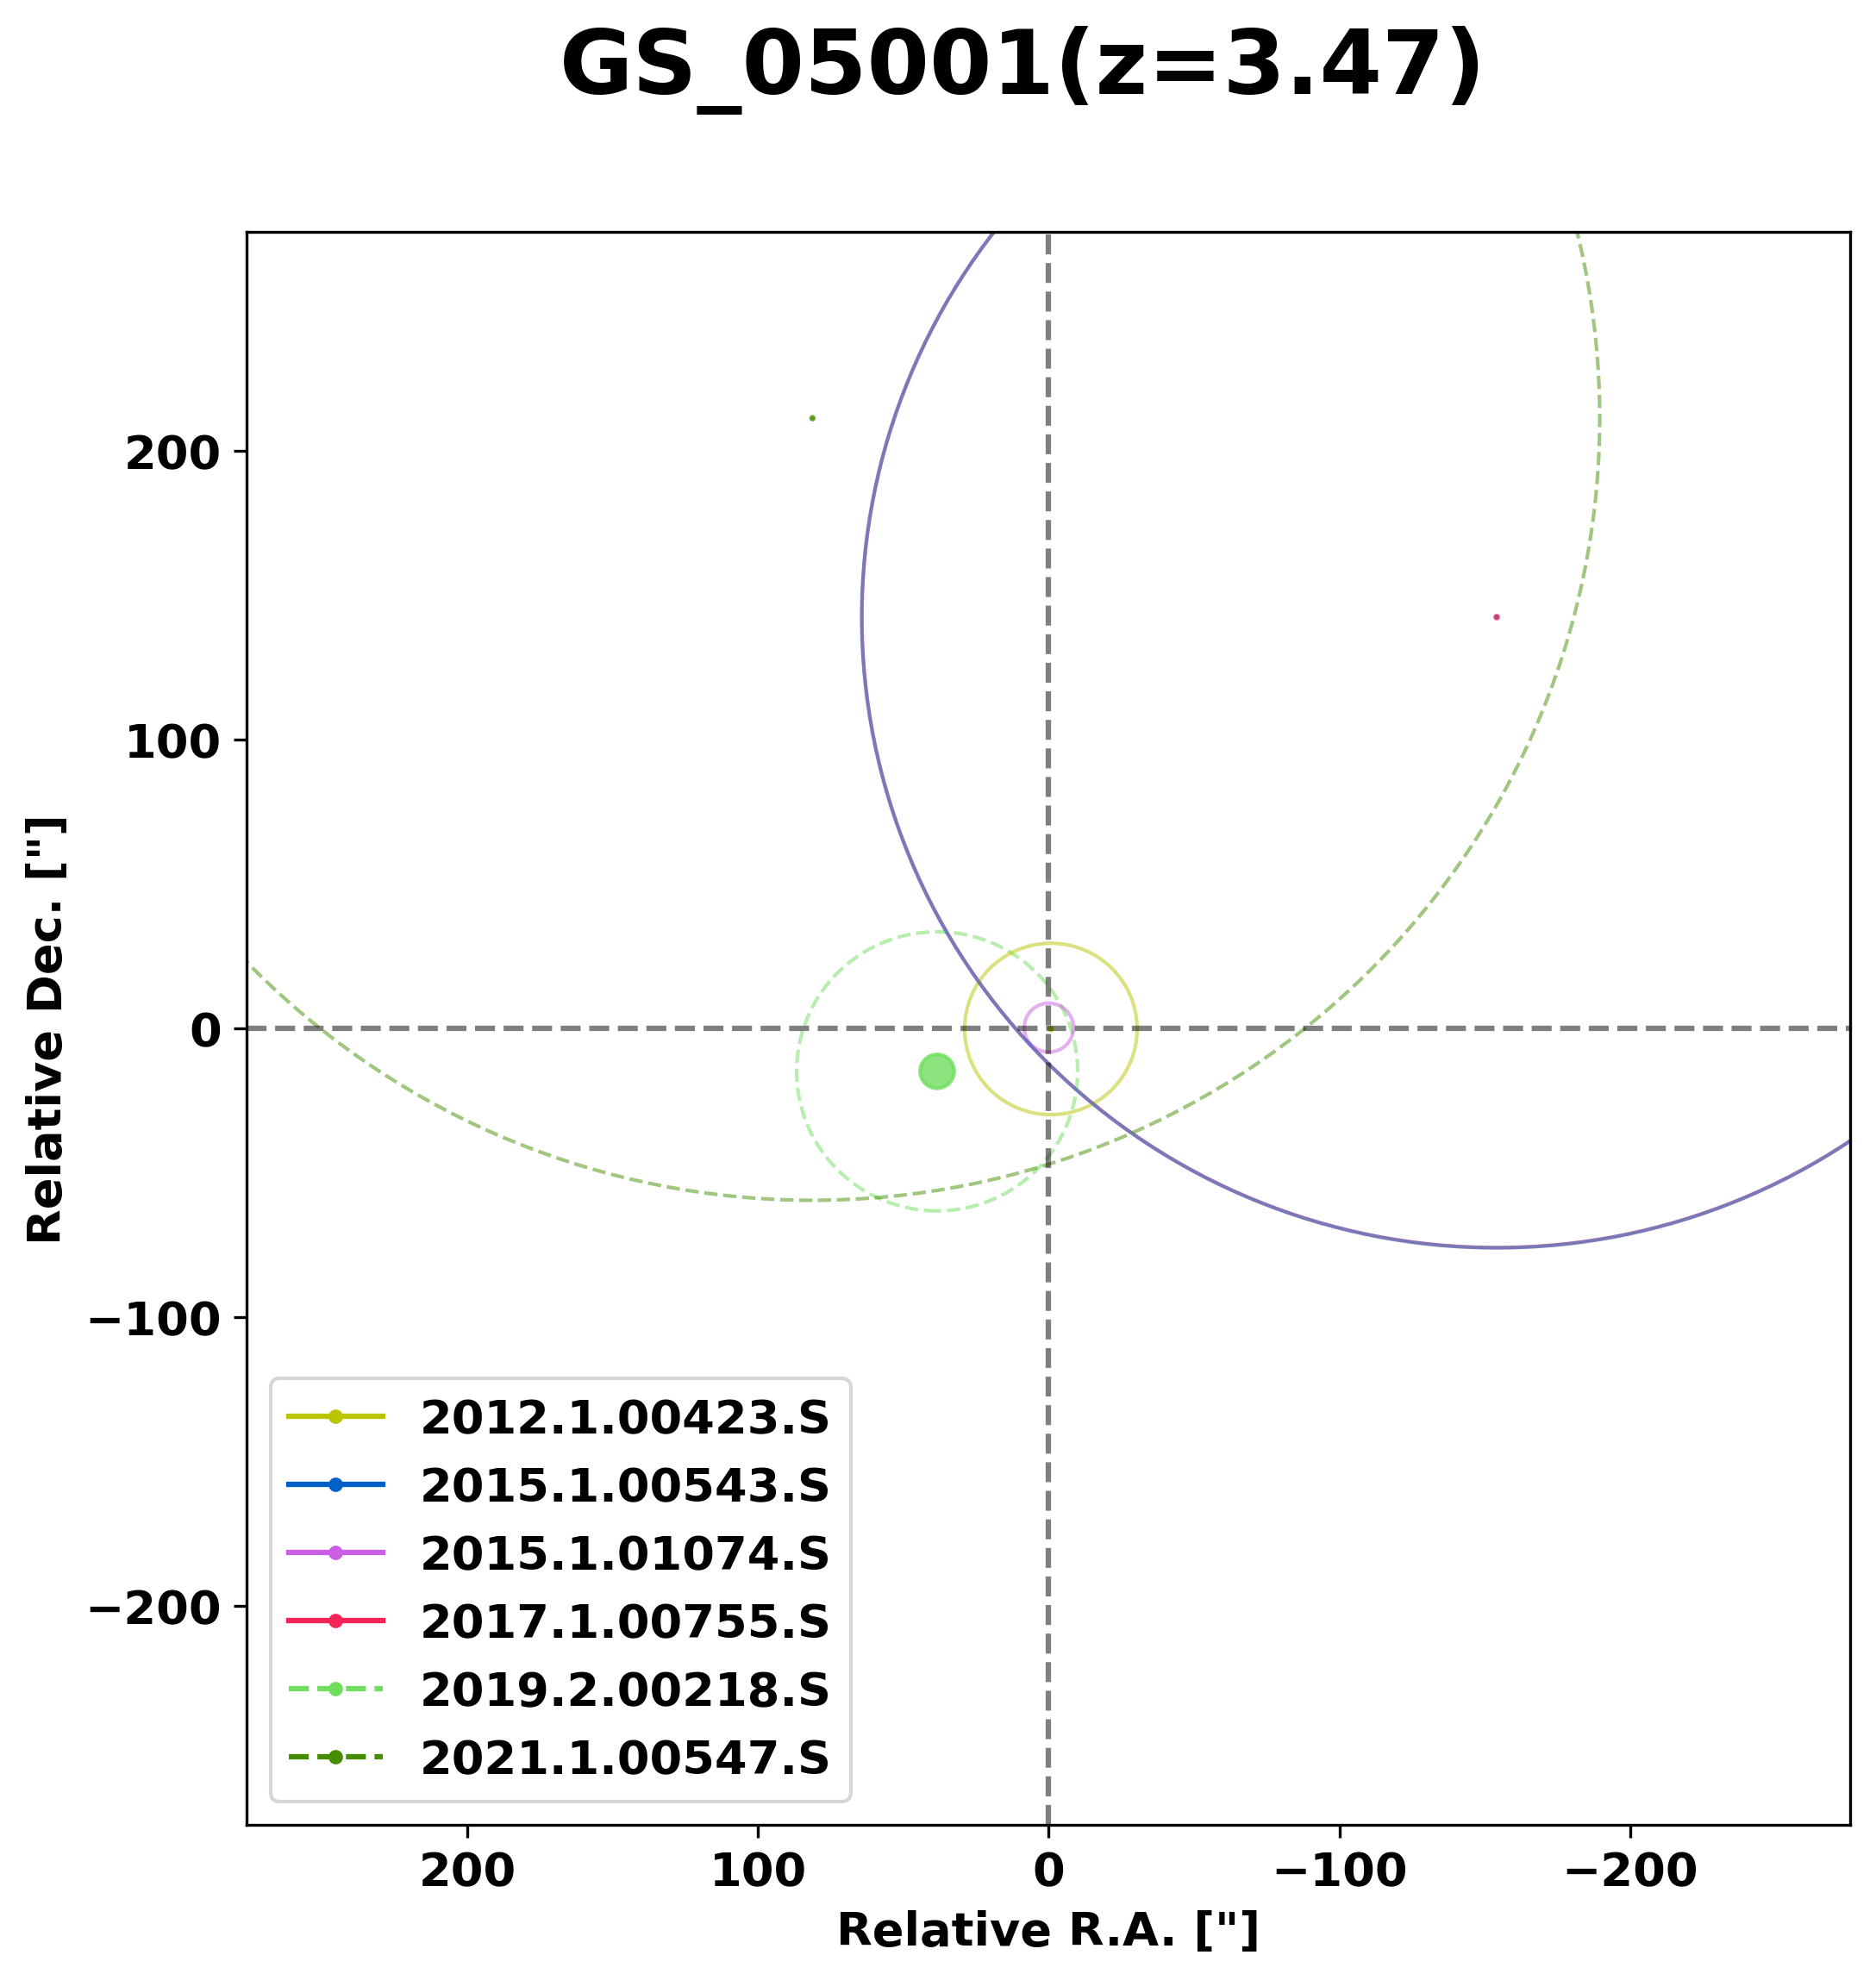 GS_05001(z=3.47)
Relative Dec. ["]
200
100
0
−100
−200
2012.1.00423.S
2015.1.00543.S
2015.1.01074.S
2017.1.00755.S
2019.2.00218.S
2021.1.00547.S
200 100 0 −100 −200
Relative R.A. ["]